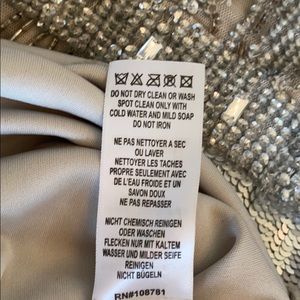 DO NOT DRY CLEAN OR WASH
SPOT CLEAN ONLY WITH
COLD WATER AND MILD SOAP
DO NOT IRON
NE PAS NETTOYER A SEC
OU LAVER
NETTOYER LES TACHES
PROPRE SEULEMENT AVEC
DE L'EAU FROIDE ET UN
SAVON DOUX
NE PAS REPASSER
NICHT CHEMISCH REINIGEN
ODER WASCHEN
FLECKEN NUR MIT KALTEM
WASSER UND MILDER SEIFE
REINIGEN
NICHT BÜGELN
RN#108781